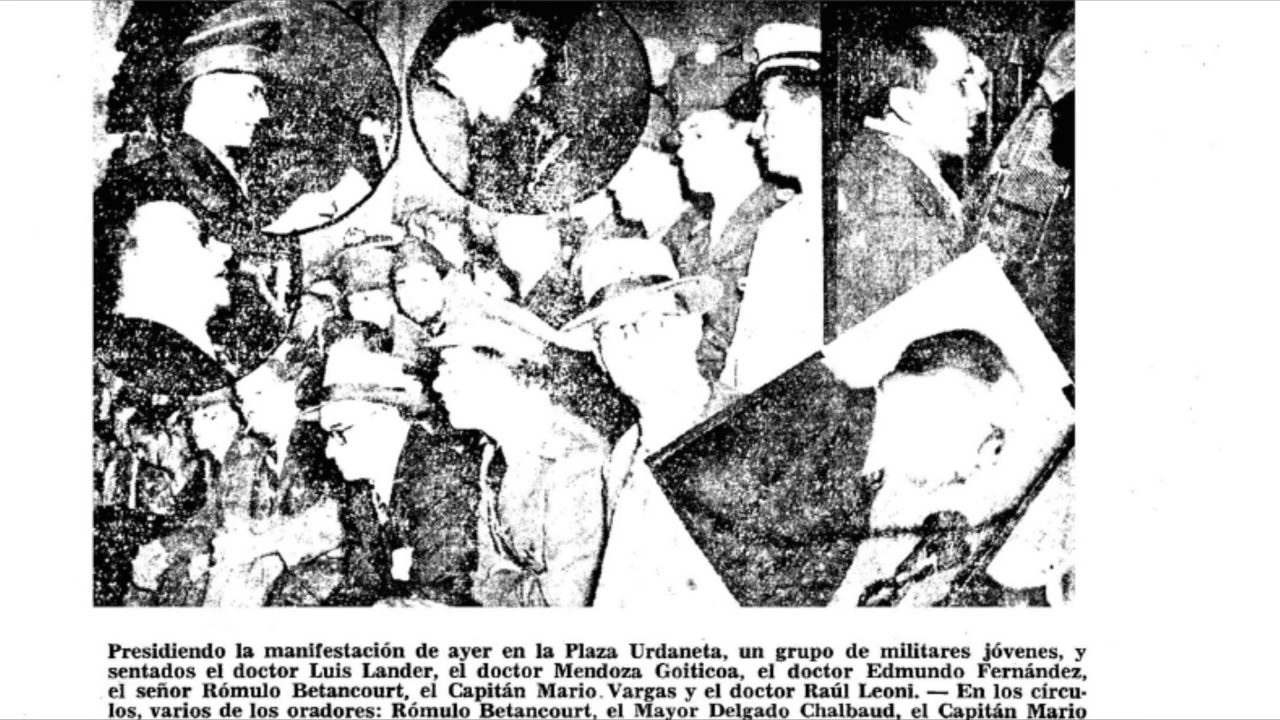 Presidiendo la manifestación de ayer en la Plaza Urdaneta, un grupo de militares jóvenes, y
sentados el doctor Luis Lander, el doctor Mendoza Goiticoa, el doctor Edmundo Fernández,
el señor Rómulo Betancourt, el Capitán Mario Vargas y el doctor Raúl Leoni. — En los círcu-
los, varios de los oradores: Rómulo Betancourt, el Mayor Delgado Chalbaud, el Capitán Mario